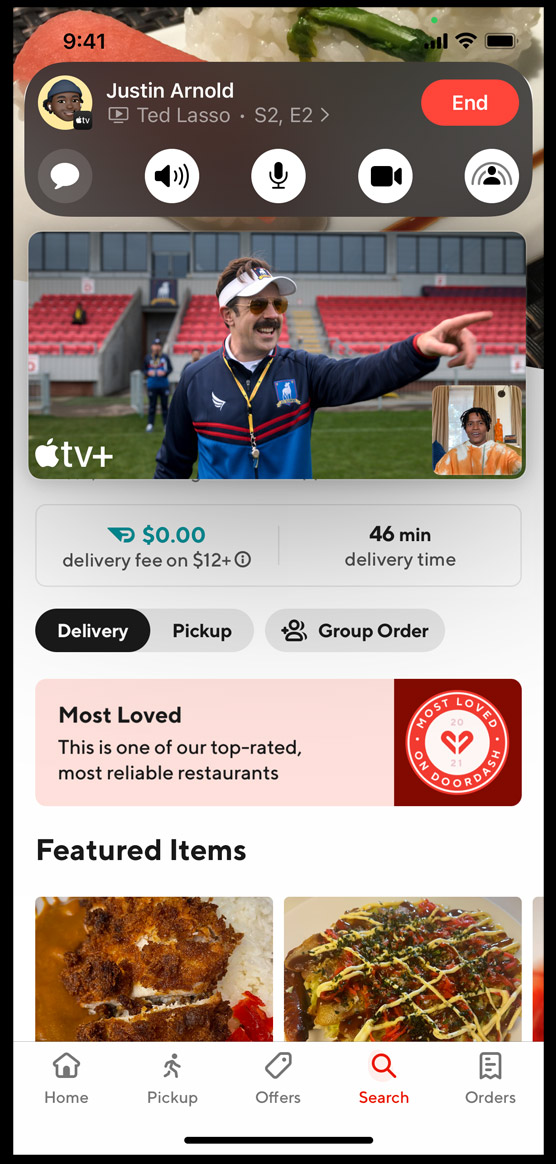 9:41
Justin Arnold
tv
Ted Lasso • S2, E2 >
End
tv+
$0.00
delivery fee on $12+
46 min
delivery time
Delivery
Pickup
Group Order
Most Loved
This is one of our top-rated,
most reliable restaurants
MOST LOVED
20
21
ON DOORDASH
Featured Items
Home
Pickup
Offers
Search
Orders